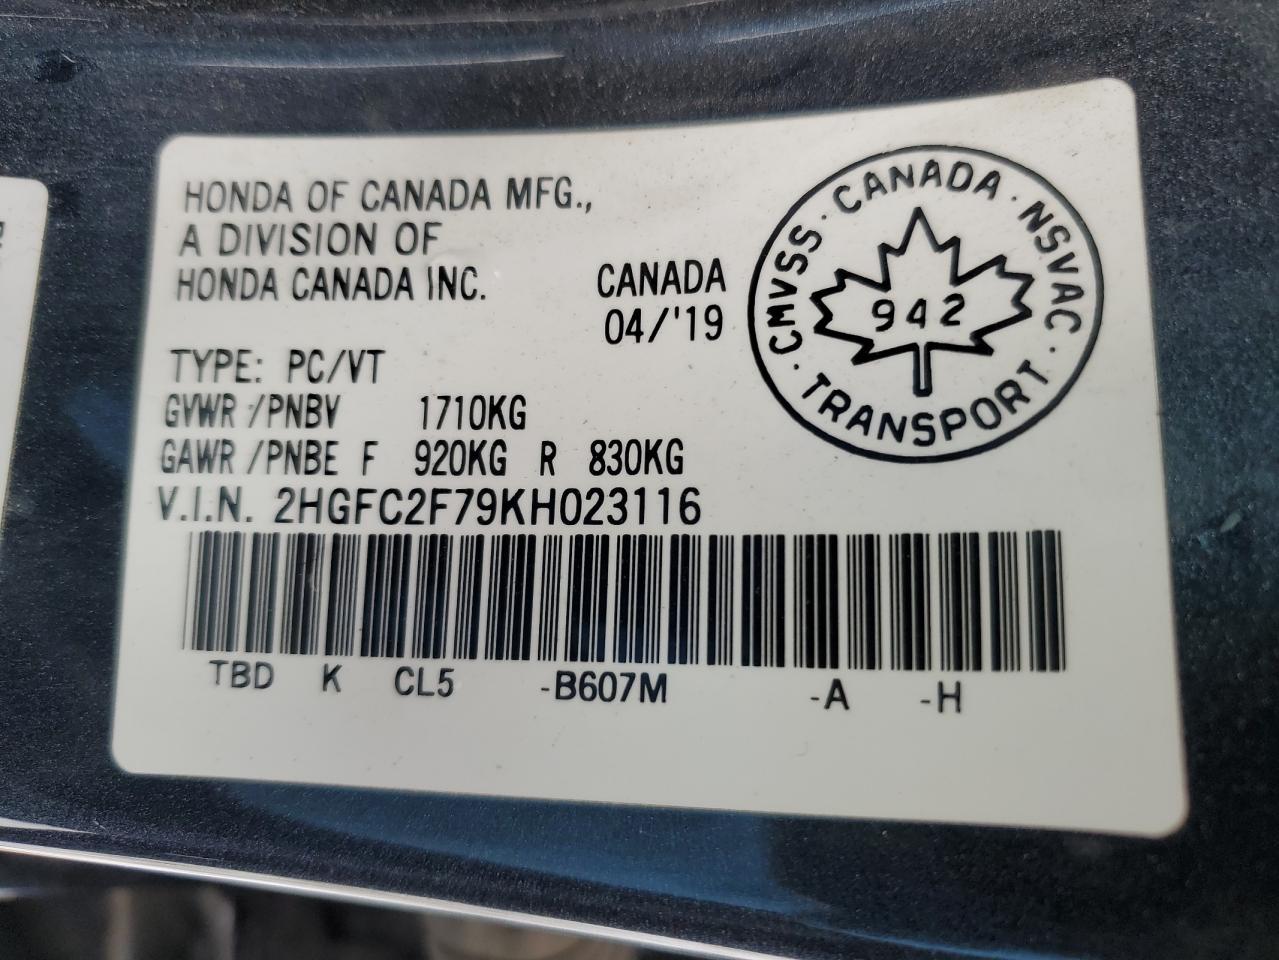 HONDA OF CANADA MFG.,
A DIVISION OF
HONDA CANADA INC.
CANADA
04/'19
TYPE: PC/VT
GVWR/PNBV 1710KG
GAWR/PNBE F 920KG R 830KG
V.I.N. 2HGFC2F79KH023116
TBD K CL5 -B607M -A -H
CMVSS · CANADA · NSVAC ·
942
· TRANSPORT